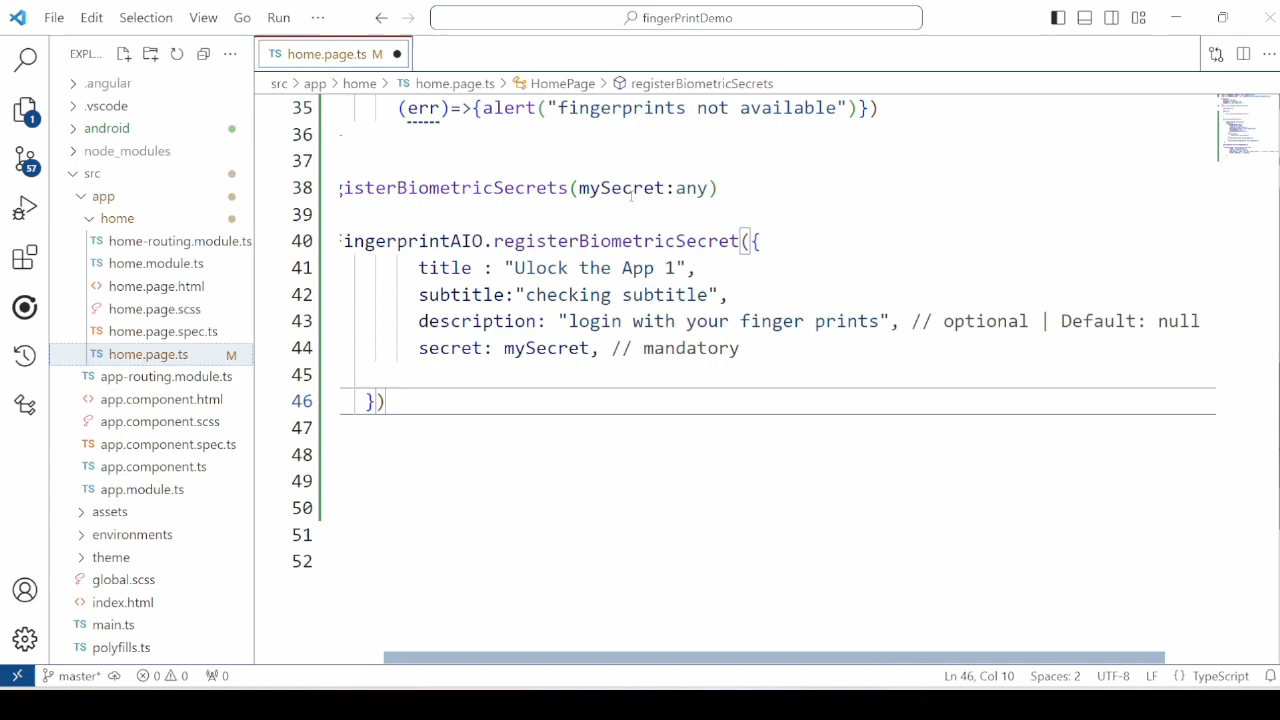 File Edit Selection View Go Run ··· fingerPrintDemo
EXPL... TS home.page.ts M
src > app > home > TS home.page.ts > HomePage > registerBiometricSecrets
.angular
.vscode
android
node_modules
src
app
home
TS home-routing.module.ts
TS home.module.ts
<> home.page.html
home.page.scss
TS home.page.spec.ts
TS home.page.ts M
TS app-routing.module.ts
<> app.component.html
app.component.scss
TS app.component.spec.ts
TS app.component.ts
TS app.module.ts
assets
environments
theme
global.scss
<> index.html
TS main.ts
TS polyfills.ts
1
57
35 (err)=>{alert("fingerprints not available")})
36
37
38 gisterBiometricSecrets(mySecret:any)
39
40 FingerprintAIO.registerBiometricSecret({
41 title : "Ulock the App 1",
42 subtitle:"checking subtitle",
43 description: "login with your finger prints", // optional | Default: null
44 secret: mySecret, // mandatory
45
46 })
47
48
49
50
51
52
master* 0 0 0 Ln 46, Col 10 Spaces: 2 UTF-8 LF {} TypeScript